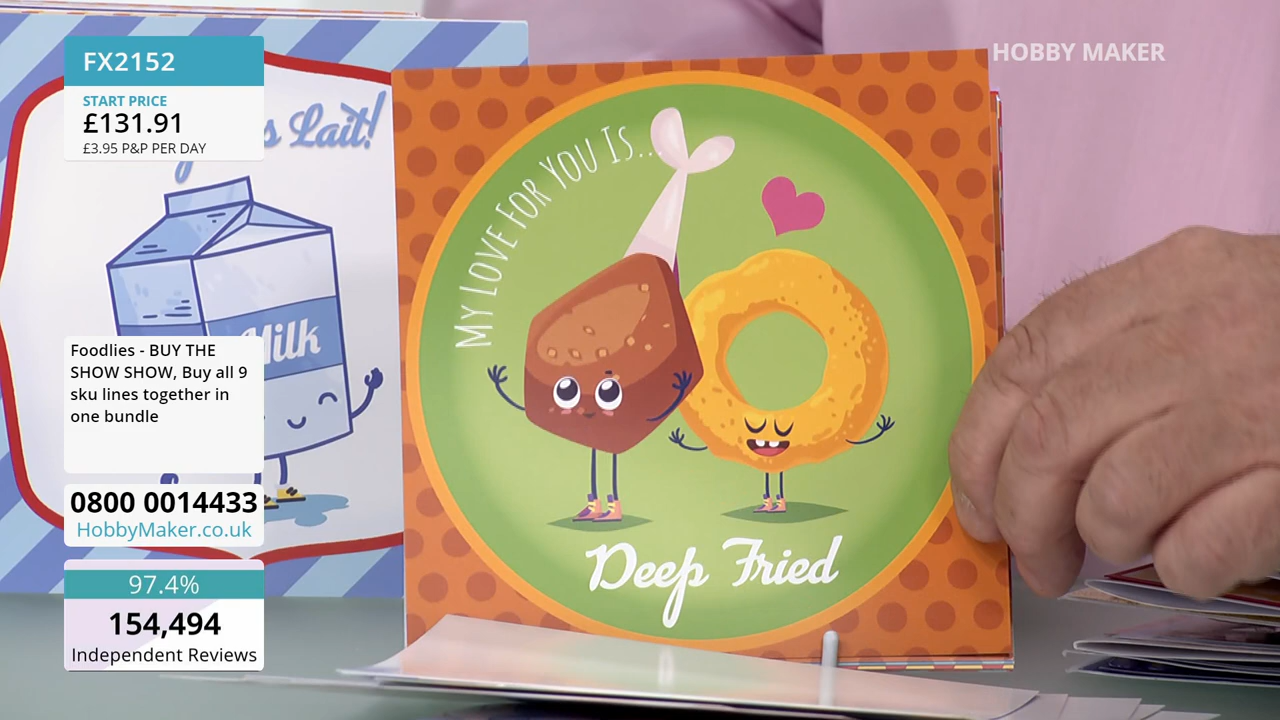 FX2152
START PRICE
£131.91
£3.95 P&P PER DAY
Foodlies - BUY THE
SHOW SHOW, Buy all 9
sku lines together in
one bundle
0800 0014433
HobbyMaker.co.uk
97.4%
154,494
Independent Reviews
HOBBY MAKER
Lait!
Milk
MY LOVE FOR YOU IS...
Deep Fried